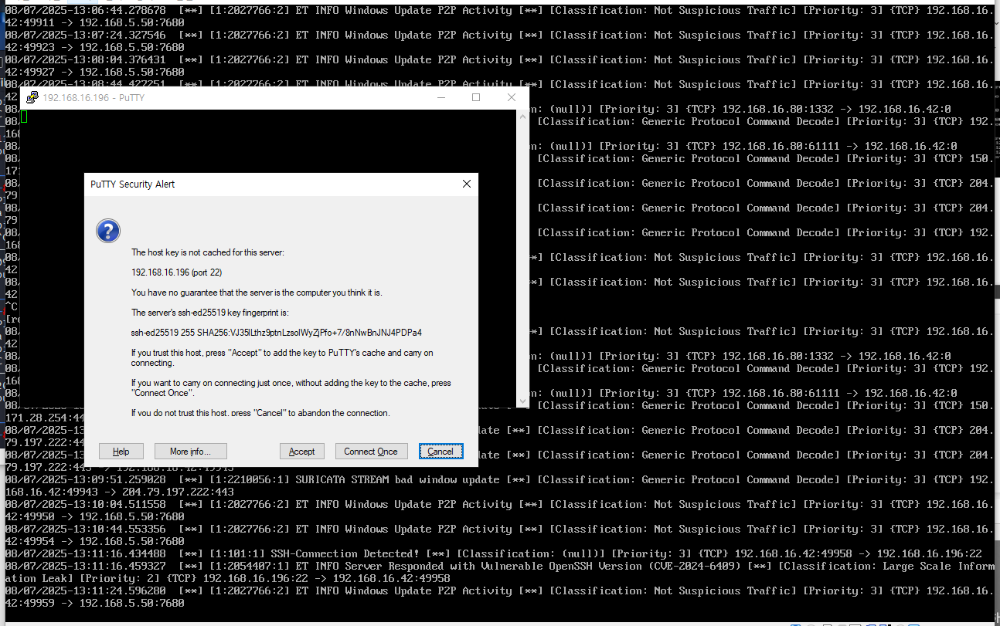 08/07/2025-13:06:44.278678  [**] [1:2027766:2] ET INFO Windows Update P2P Activity [**] [Classification: Not Suspicious Traffic] [Priority: 3] {TCP} 192.168.16.
42:49911 -> 192.168.5.50:7680
08/07/2025-13:07:24.327546  [**] [1:2027766:2] ET INFO Windows Update P2P Activity [**] [Classification: Not Suspicious Traffic] [Priority: 3] {TCP} 192.168.16.
42:49923 -> 192.168.5.50:7680
08/07/2025-13:08:04.376431  [**] [1:2027766:2] ET INFO Windows Update P2P Activity [**] [Classification: Not Suspicious Traffic] [Priority: 3] {TCP} 192.168.16.
42:49927 -> 192.168.5.50:7680
08/07/2025-13:08:44.427251  [**] [1:2027766:2] ET INFO Windows Update P2P Activity [**] [Classification: Not Suspicious Traffic] [Priority: 3] {TCP} 192.168.16.
192.168.16.196 - PuTTY
n: (null)] [Priority: 3] {TCP} 192.168.16.80:1332 -> 192.168.16.42:0
[Classification: Generic Protocol Command Decode] [Priority: 3] {TCP} 192.
n: (null)] [Priority: 3] {TCP} 192.168.16.80:61111 -> 192.168.16.42:0
[Classification: Generic Protocol Command Decode] [Priority: 3] {TCP} 150.
[Classification: Generic Protocol Command Decode] [Priority: 3] {TCP} 204.
[Classification: Generic Protocol Command Decode] [Priority: 3] {TCP} 204.
[Classification: Generic Protocol Command Decode] [Priority: 3] {TCP} 192.
*] [Classification: Not Suspicious Traffic] [Priority: 3] {TCP} 192.168.16.
*] [Classification: Not Suspicious Traffic] [Priority: 3] {TCP} 192.168.16.
^C
*] [Classification: Not Suspicious Traffic] [Priority: 3] {TCP} 192.168.16.
n: (null)] [Priority: 3] {TCP} 192.168.16.80:1332 -> 192.168.16.42:0
[Classification: Generic Protocol Command Decode] [Priority: 3] {TCP} 192.
n: (null)] [Priority: 3] {TCP} 192.168.16.80:61111 -> 192.168.16.42:0
PuTTY Security Alert
The host key is not cached for this server:
192.168.16.196 (port 22)
You have no guarantee that the server is the computer you think it is.
The server's ssh-ed25519 key fingerprint is:
ssh-ed25519 255 SHA256:VJ35lLthz9ptnLzsolWyZjPfo+7/8nNwBnJNJ4PDPa4
If you trust this host, press "Accept" to add the key to PuTTY's cache and carry on
connecting.
If you want to carry on connecting just once, without adding the key to the cache, press
"Connect Once".
If you do not trust this host, press "Cancel" to abandon the connection.
Help More info... Accept Connect Once Cancel
[**] [Classification: Generic Protocol Command Decode] [Priority: 3] {TCP} 150.
171.28.254:44
08/07/2025-13 date [**] [Classification: Generic Protocol Command Decode] [Priority: 3] {TCP} 204.
79.197.222:44
08/07/2025-13 date [**] [Classification: Generic Protocol Command Decode] [Priority: 3] {TCP} 204.
79.197.222:443 -> 192.168.16.42:49943
08/07/2025-13:09:51.259028  [**] [1:2210056:1] SURICATA STREAM bad window update [**] [Classification: Generic Protocol Command Decode] [Priority: 3] {TCP} 192.
168.16.42:49943 -> 204.79.197.222:443
08/07/2025-13:10:04.511558  [**] [1:2027766:2] ET INFO Windows Update P2P Activity [**] [Classification: Not Suspicious Traffic] [Priority: 3] {TCP} 192.168.16.
42:49950 -> 192.168.5.50:7680
08/07/2025-13:10:44.553356  [**] [1:2027766:2] ET INFO Windows Update P2P Activity [**] [Classification: Not Suspicious Traffic] [Priority: 3] {TCP} 192.168.16.
42:49954 -> 192.168.5.50:7680
08/07/2025-13:11:16.434488  [**] [1:101:1] SSH-Connection Detected! [**] [Classification: (null)] [Priority: 3] {TCP} 192.168.16.42:49958 -> 192.168.16.196:22
08/07/2025-13:11:16.459327  [**] [1:2054407:1] ET INFO Server Responded with Vulnerable OpenSSH Version (CVE-2024-6409) [**] [Classification: Large Scale Inform
ation Leak] [Priority: 2] {TCP} 192.168.16.196:22 -> 192.168.16.42:49958
08/07/2025-13:11:24.596280  [**] [1:2027766:2] ET INFO Windows Update P2P Activity [**] [Classification: Not Suspicious Traffic] [Priority: 3] {TCP} 192.168.16.
42:49959 -> 192.168.5.50:7680